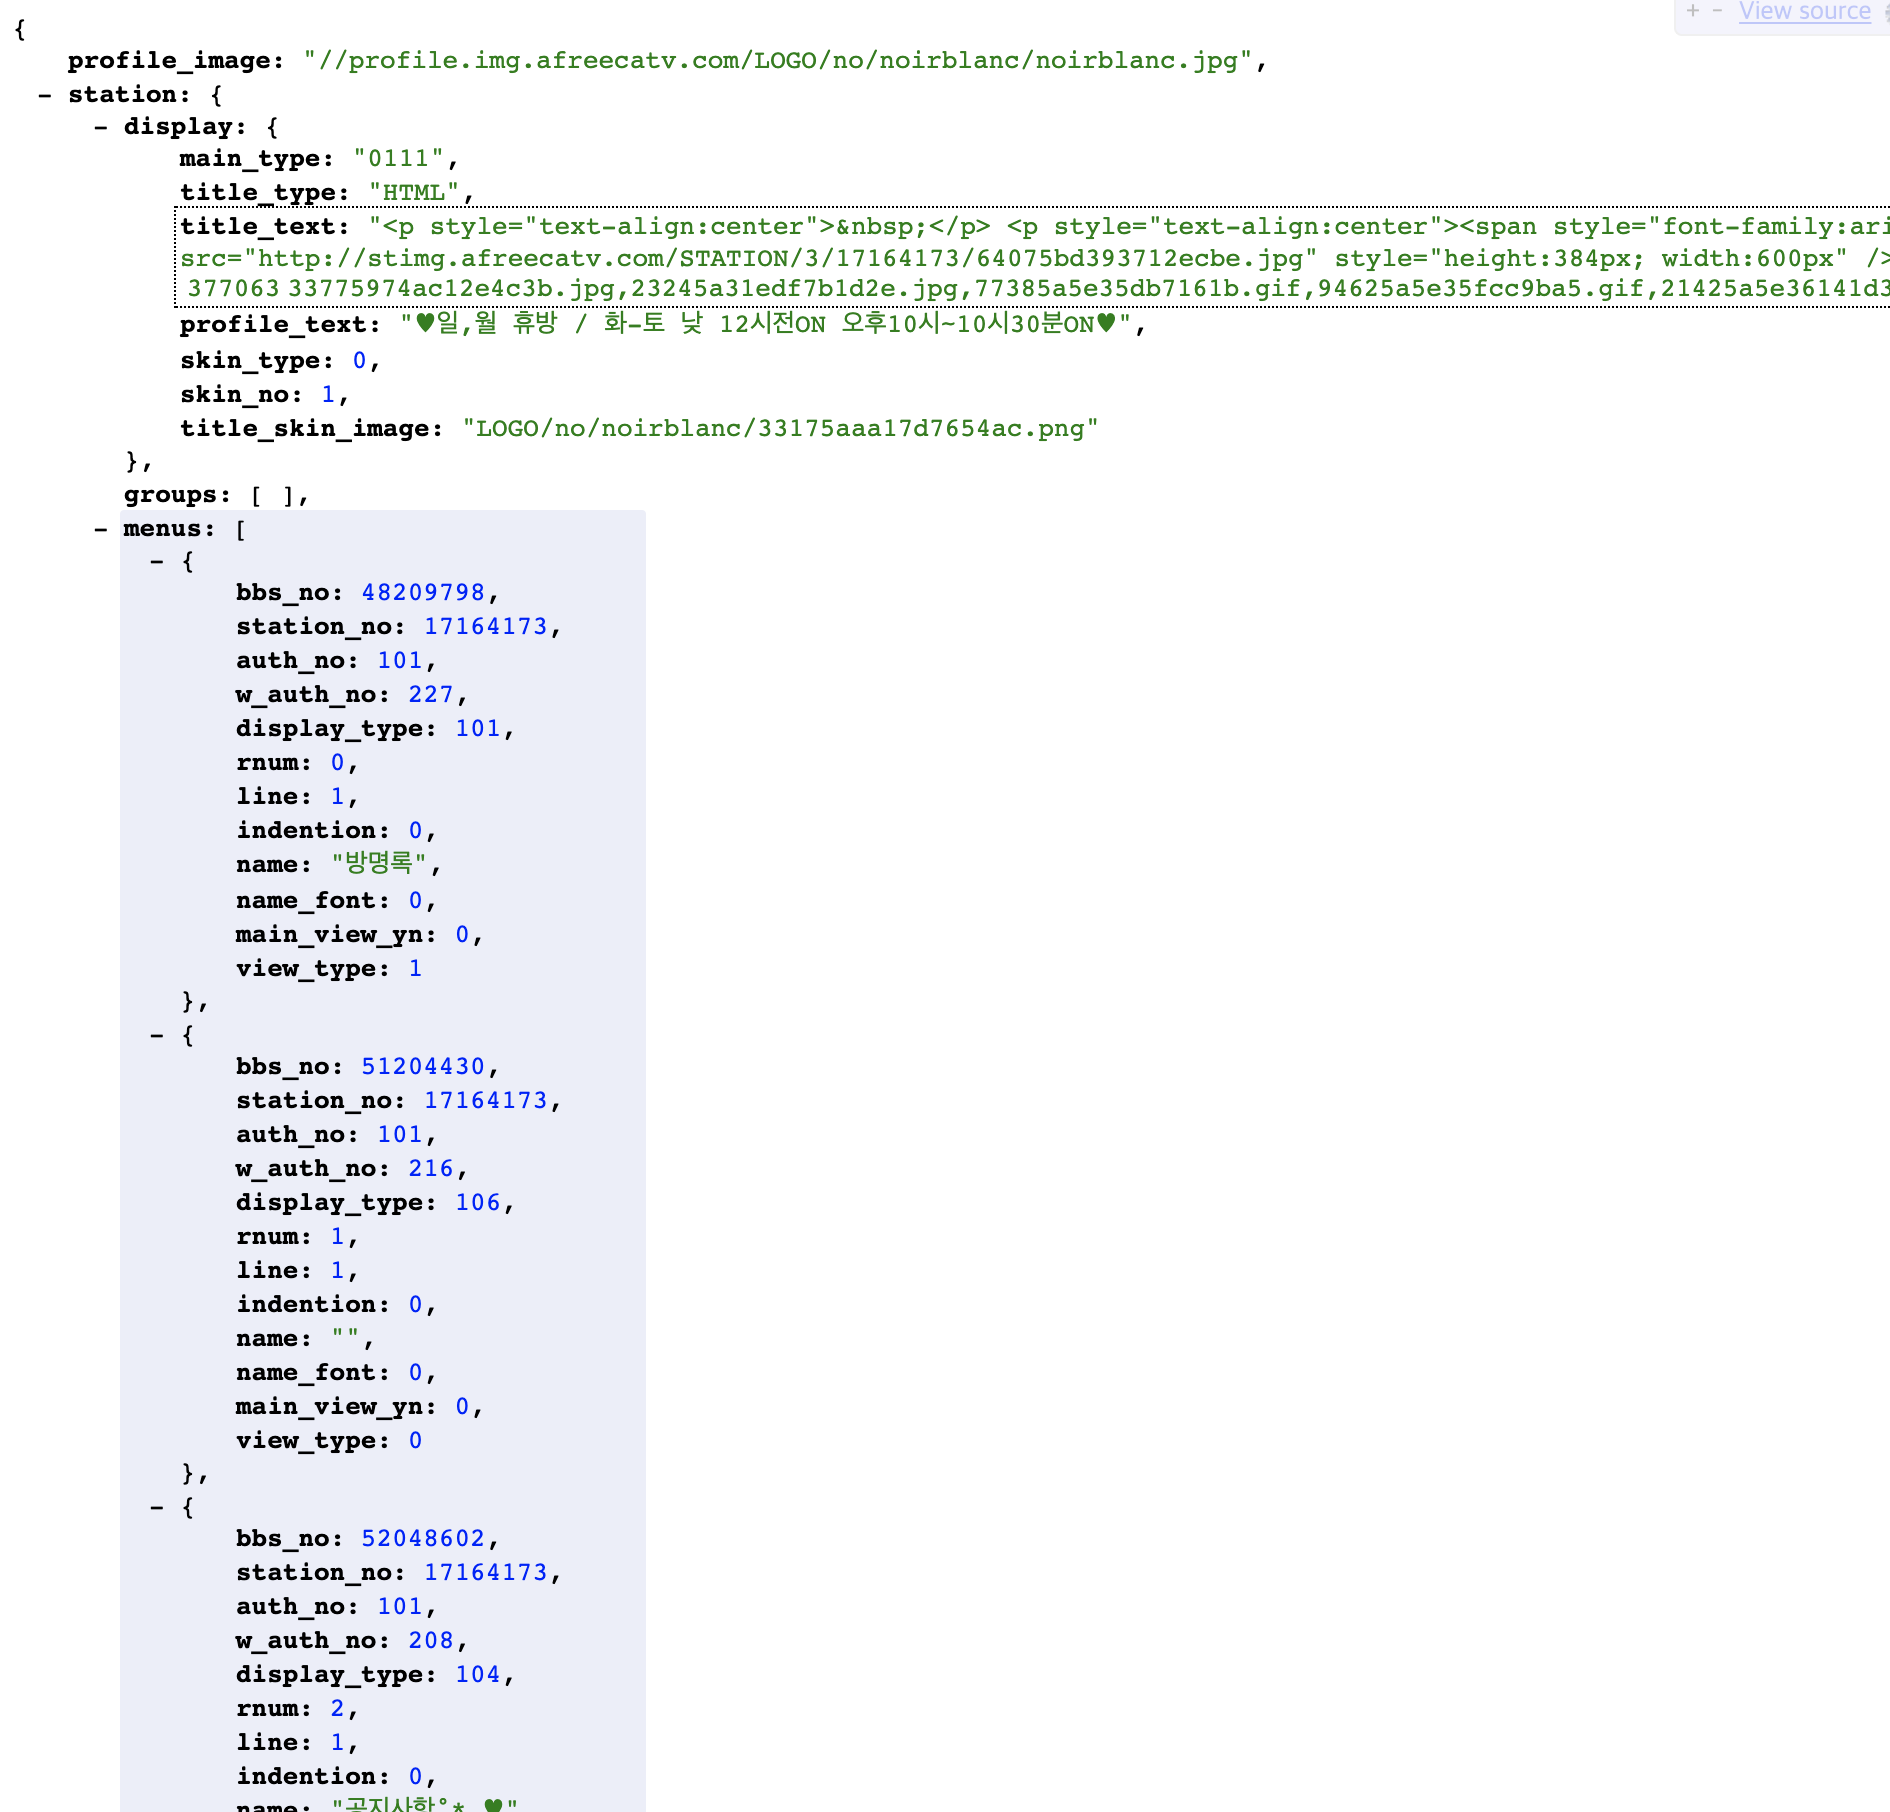 + - View source
{
profile_image: "//profile.img.afreecatv.com/LOGO/no/noirblanc/noirblanc.jpg",
- station: {
- display: {
main_type: "0111",
title_type: "HTML",
title_text: "<p style="text-align:center">&nbsp;</p> <p style="text-align:center"><span style="font-family:ari
src="http://stimg.afreecatv.com/STATION/3/17164173/64075bd393712ecbe.jpg" style="height:384px; width:600px" />
377063 33775974ac12e4c3b.jpg,23245a31edf7b1d2e.jpg,77385a5e35db7161b.gif,94625a5e35fcc9ba5.gif,21425a5e36141d3
profile_text: "♥일,월 휴방 / 화-토 낮 12시전ON 오후10시~10시30분ON♥",
skin_type: 0,
skin_no: 1,
title_skin_image: "LOGO/no/noirblanc/33175aaa17d7654ac.png"
},
groups: [ ],
- menus: [
- {
bbs_no: 48209798,
station_no: 17164173,
auth_no: 101,
w_auth_no: 227,
display_type: 101,
rnum: 0,
line: 1,
indention: 0,
name: "방명록",
name_font: 0,
main_view_yn: 0,
view_type: 1
},
- {
bbs_no: 51204430,
station_no: 17164173,
auth_no: 101,
w_auth_no: 216,
display_type: 106,
rnum: 1,
line: 1,
indention: 0,
name: "",
name_font: 0,
main_view_yn: 0,
view_type: 0
},
- {
bbs_no: 52048602,
station_no: 17164173,
auth_no: 101,
w_auth_no: 208,
display_type: 104,
rnum: 2,
line: 1,
indention: 0,
name: "공지사항°* ♥"